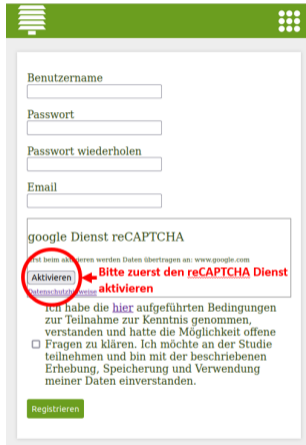 Benutzername
Passwort
Passwort wiederholen
Email
google Dienst reCAPTCHA
Erst beim aktivieren werden Daten übertragen an: www.google.com
Aktivieren
Bitte zuerst den reCAPTCHA Dienst
aktivieren
Datenschutzhinweise
Ich habe die hier aufgeführten Bedingungen
zur Teilnahme zur Kenntnis genommen,
verstanden und hatte die Möglichkeit offene
Fragen zu klären. Ich möchte an der Studie
teilnehmen und bin mit der beschriebenen
Erhebung, Speicherung und Verwendung
meiner Daten einverstanden.
Registrieren